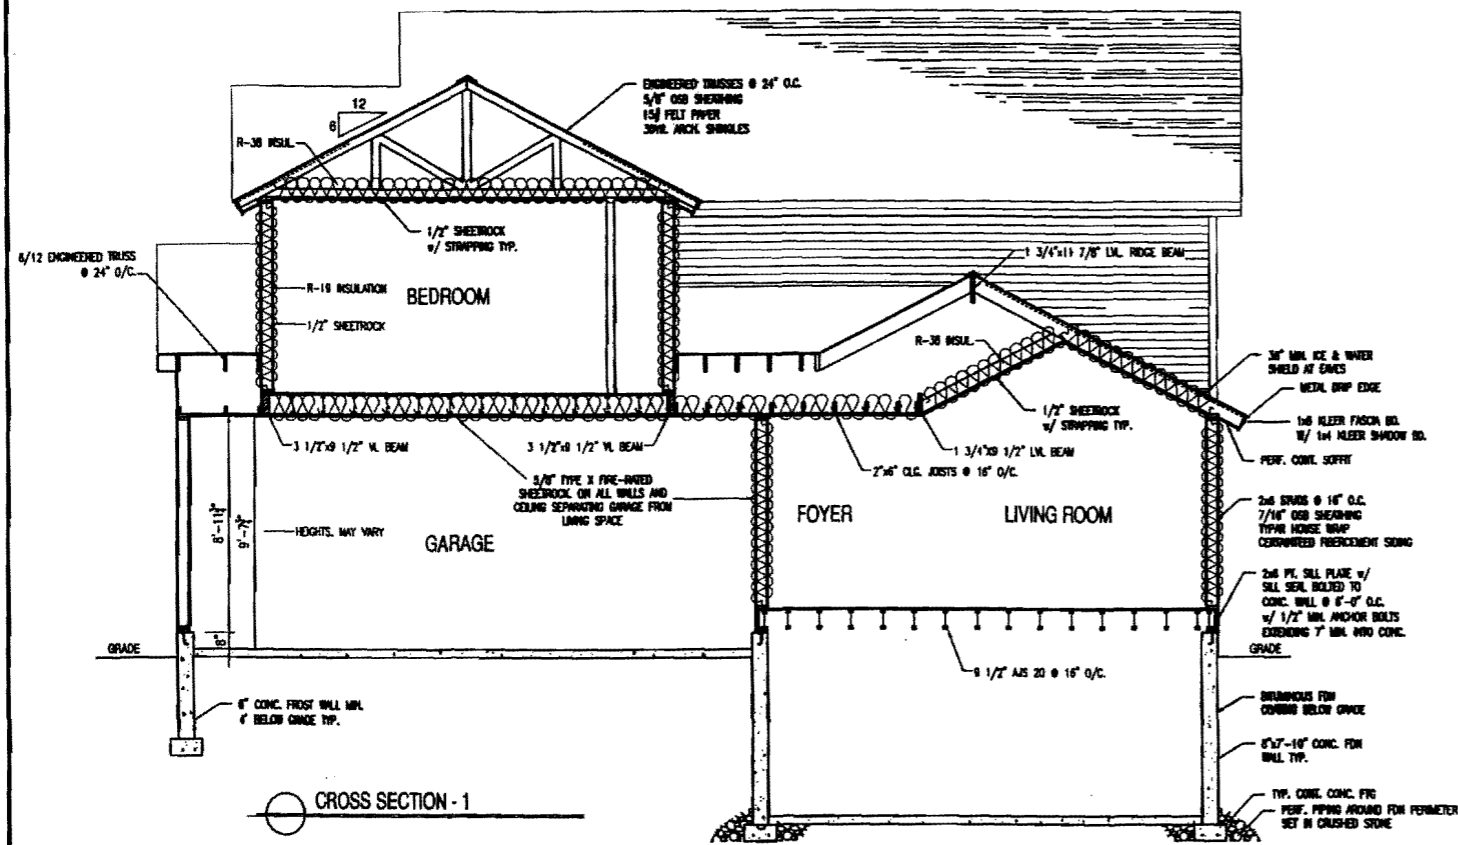 ENGINEERED TRUSSES @ 24" O.C.
5/8" OSB SHEATHING
15# FELT PAPER
30YR. ARCH. SHINGLES
12
6
R-38 INSUL.
1/2" SHEETROCK
w/ STRAPPING TYP.
6/12 ENGINEERED TRUSS
@ 24" O/C.
R-19 INSULATION
BEDROOM
1/2" SHEETROCK
1 3/4"x11 7/8" LVL RIDGE BEAM
R-38 INSUL.
36" MIN. ICE & WATER
SHIELD AT EAVES
METAL DRIP EDGE
1/2" SHEETROCK
w/ STRAPPING TYP.
1x6 KLEER FASCIA BD.
W/ 1x4 KLEER SHADOW BD.
3 1/2"x9 1/2" VL BEAM
3 1/2"x9 1/2" VL BEAM
1 3/4"X9 1/2" LVL BEAM
PERF. CONT. SOFFIT
2"x6" CLG. JOISTS @ 16" O/C.
5/8" TYPE X FIRE-RATED
SHEETROCK ON ALL WALLS AND
CEILING SEPARATING GARAGE FROM
LIVING SPACE
FOYER
LIVING ROOM
2x6 STUDS @ 16" O.C.
7/16" OSB SHEATHING
TYPAR HOUSE WRAP
CERTAINTEED FIBERCEMENT SIDING
8'-11
9'-7
HEIGHTS. MAY VARY
GARAGE
2x6 PT. SILL PLATE w/
SILL SEAL BOLTED TO
CONC. WALL @ 6'-0" O.C.
w/ 1/2" MIN. ANCHOR BOLTS
EXTENDING 7" MIN. INTO CONC.
8"
GRADE
GRADE
9 1/2" AJS 20 @ 16" O/C.
CONC. FROST WALL MIN.
4' BELOW GRADE TYP.
BITUMINOUS FDN
COATING BELOW GRADE
8"x7'-10" CONC. FDN
WALL TYP.
CROSS SECTION - 1
TYP. CONT. CONC. FTG
PERF. PIPING AROUND FDN PERIMETER
SET IN CRUSHED STONE